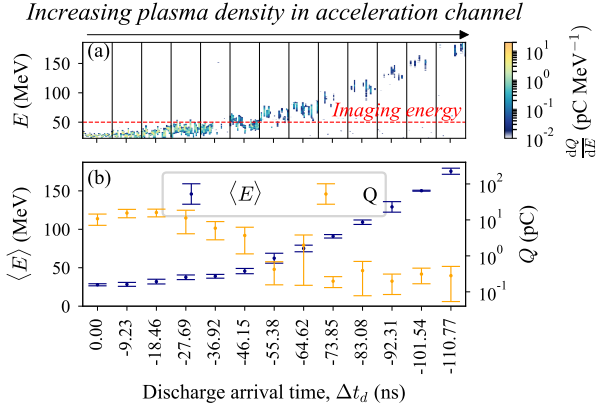 Increasing plasma density in acceleration channel
(a)
E (MeV)
150
100
50
Imaging energy
10^1
10^0
10^-1
10^-2
dQ/dE (pC MeV^-1)
(b)
⟨E⟩ Q
⟨E⟩ (MeV)
150
100
50
0
10^2
10^1
10^0
10^-1
Q (pC)
0.00 -9.23 -18.46 -27.69 -36.92 -46.15 -55.38 -64.62 -73.85 -83.08 -92.31 -101.54 -110.77
Discharge arrival time, Δt_d (ns)